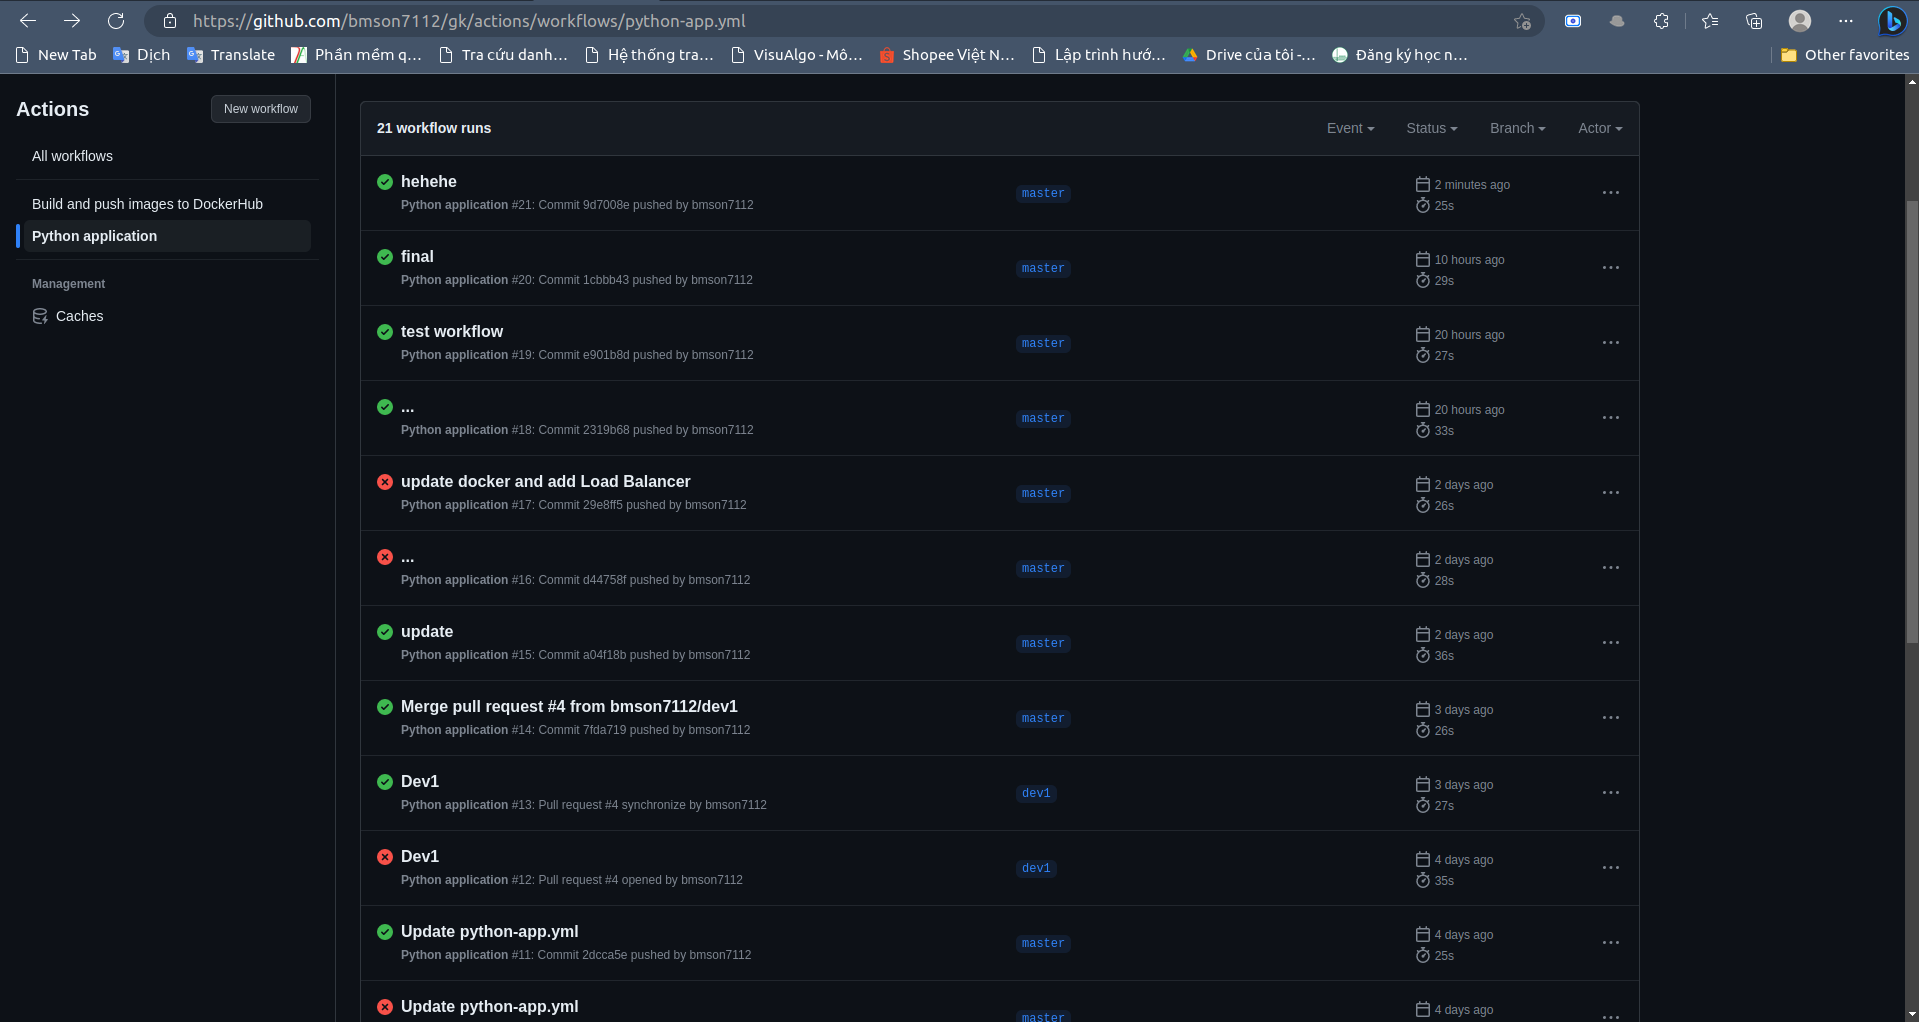 https://github.com/bmson7112/gk/actions/workflows/python-app.yml
New Tab Dịch Translate Phần mềm q... Tra cứu danh... Hệ thống tra... VisuAlgo - Mô... Shopee Việt N... Lập trình hướ... Drive của tôi -... Đăng ký học n... Other favorites
Actions
New workflow
All workflows
Build and push images to DockerHub
Python application
Management
Caches
21 workflow runs
Event Status Branch Actor
hehehe
Python application #21: Commit 9d7008e pushed by bmson7112
master
2 minutes ago
25s
final
Python application #20: Commit 1cbbb43 pushed by bmson7112
master
10 hours ago
29s
test workflow
Python application #19: Commit e901b8d pushed by bmson7112
master
20 hours ago
27s
...
Python application #18: Commit 2319b68 pushed by bmson7112
master
20 hours ago
33s
update docker and add Load Balancer
Python application #17: Commit 29e8ff5 pushed by bmson7112
master
2 days ago
26s
...
Python application #16: Commit d44758f pushed by bmson7112
master
2 days ago
28s
update
Python application #15: Commit a04f18b pushed by bmson7112
master
2 days ago
36s
Merge pull request #4 from bmson7112/dev1
Python application #14: Commit 7fda719 pushed by bmson7112
master
3 days ago
26s
Dev1
Python application #13: Pull request #4 synchronize by bmson7112
dev1
3 days ago
27s
Dev1
Python application #12: Pull request #4 opened by bmson7112
dev1
4 days ago
35s
Update python-app.yml
Python application #11: Commit 2dcca5e pushed by bmson7112
master
4 days ago
25s
Update python-app.yml
master
4 days ago